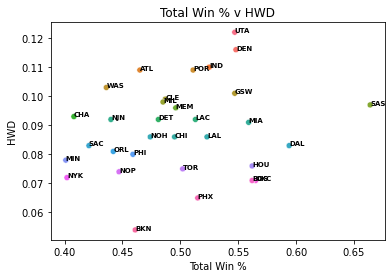 Total Win % v HWD
0.12
0.11
0.10
0.09
0.08
0.07
0.06
HWD
UTA
DEN
ATL
POR
IND
WAS
CLE
MIL
GSW
MEM
SAS
CHA
NJN
DET
LAC
MIA
NOH
CHI
LAL
SAC
ORL
PHI
DAL
MIN
NYK
NOP
TOR
HOU
PHX
BKN
0.40
0.45
0.50
0.55
0.60
0.65
Total Win %